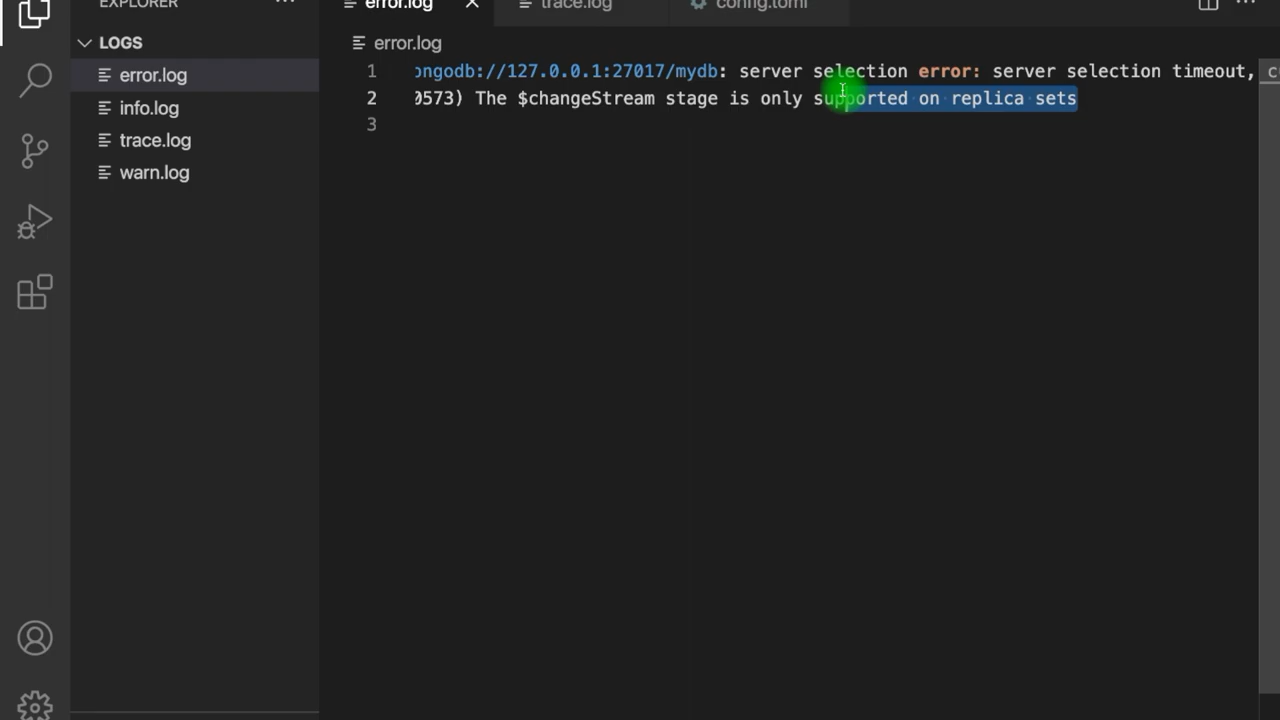 EXPLORER
error.log
trace.log
config.toml
LOGS
error.log
info.log
trace.log
warn.log
error.log
1 ongodb://127.0.0.1:27017/mydb: server selection error: server selection timeout, c
2 0573) The $changeStream stage is only supported on replica sets
3